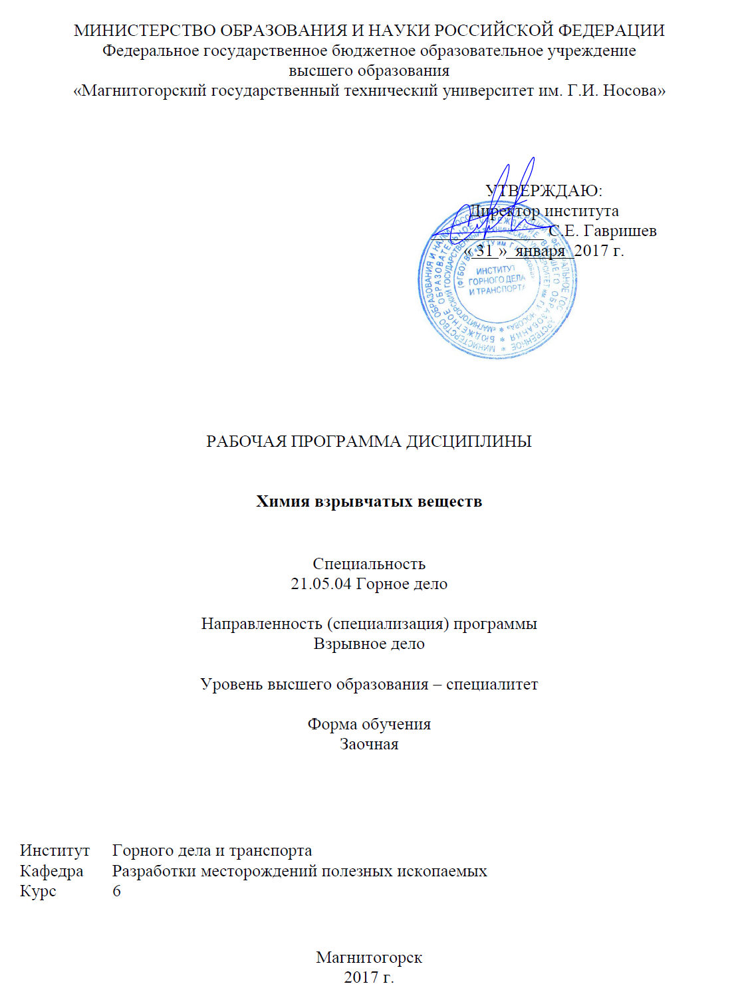 МИНИСТЕРСТВО ОБРАЗОВАНИЯ И НАУКИ РОССИЙСКОЙ ФЕДЕРАЦИИ
Федеральное государственное бюджетное образовательное учреждение
высшего образования
«Магнитогорский государственный технический университет им. Г.И. Носова»
УТВЕРЖДАЮ:
Директор института
С.Е. Гавришев
« 31 » января 2017 г.
ИНСТИТУТ
ГОРНОГО ДЕЛА
И ТРАНСПОРТА
РАБОЧАЯ ПРОГРАММА ДИСЦИПЛИНЫ
Химия взрывчатых веществ
Специальность
21.05.04 Горное дело
Направленность (специализация) программы
Взрывное дело
Уровень высшего образования – специалитет
Форма обучения
Заочная
Институт Горного дела и транспорта
Кафедра Разработки месторождений полезных ископаемых
Курс 6
Магнитогорск
2017 г.